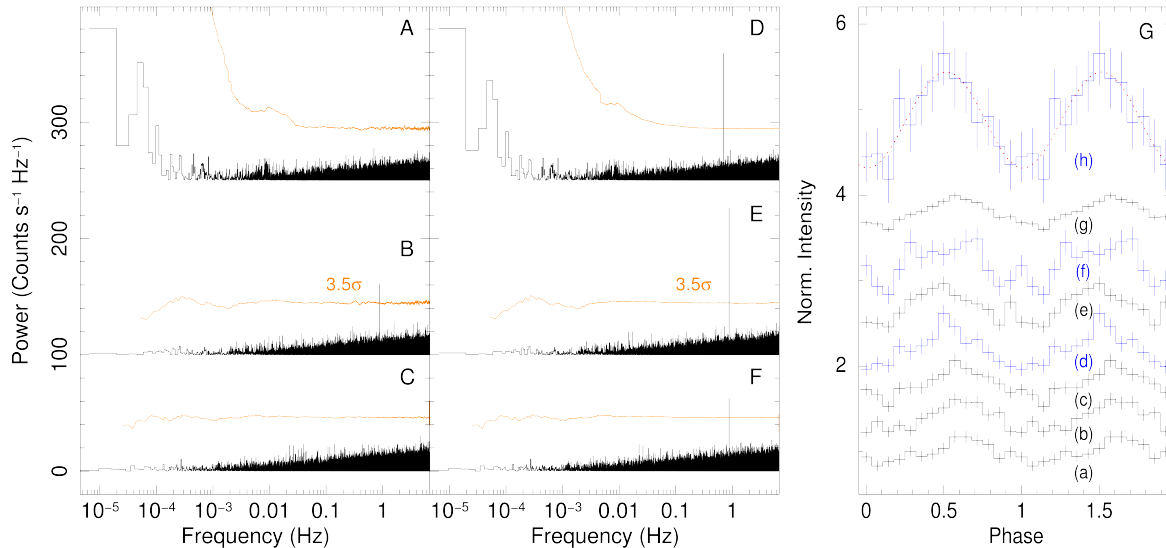 A
D
G
B
E
C
F
3.5σ
3.5σ
Power (Counts s⁻¹ Hz⁻¹)
0
100
200
300
10⁻⁵ 10⁻⁴ 10⁻³ 0.01 0.1 1
Frequency (Hz)
10⁻⁵ 10⁻⁴ 10⁻³ 0.01 0.1 1
Frequency (Hz)
Norm. Intensity
6
4
2
(h)
(g)
(f)
(e)
(d)
(c)
(b)
(a)
0 0.5 1 1.5
Phase